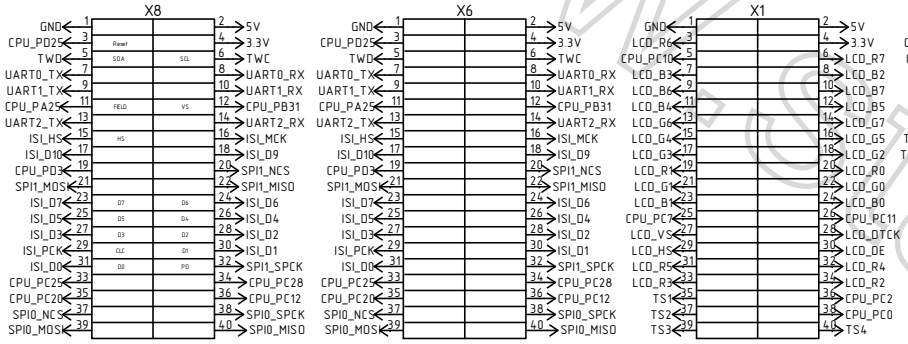 X8 X6 X1
GND 1 2 5V GND 1 2 5V GND 1 2 5V
CPU_PD25 3 Reset 4 3.3V CPU_PD25 3 4 3.3V LCD_R6 3 4 3.3V
TWD 5 SDA SCL 6 TWC TWD 5 6 TWC CPU_PC10 5 6 LCD_R7
UART0_TX 7 8 UART0_RX UART0_TX 7 8 UART0_RX LCD_B3 7 8 LCD_B2
UART1_TX 9 10 UART1_RX UART1_TX 9 10 UART1_RX LCD_B6 9 10 LCD_B7
CPU_PA25 11 FIELD VS 12 CPU_PB31 CPU_PA25 11 12 CPU_PB31 LCD_B4 11 12 LCD_B5
UART2_TX 13 14 UART2_RX UART2_TX 13 14 UART2_RX LCD_G6 13 14 LCD_G7
ISI_HS 15 HS 16 ISI_MCK ISI_HS 15 16 ISI_MCK LCD_G4 15 16 LCD_G5
ISI_D10 17 18 ISI_D9 ISI_D10 17 18 ISI_D9 LCD_G3 17 18 LCD_G2
CPU_PD3 19 20 SPI1_NCS CPU_PD3 19 20 SPI1_NCS LCD_R1 19 20 LCD_R0
SPI1_MOSI 21 22 SPI1_MISO SPI1_MOSI 21 22 SPI1_MISO LCD_G1 21 22 LCD_G0
ISI_D7 23 D7 D6 24 ISI_D6 ISI_D7 23 24 ISI_D6 LCD_B1 23 24 LCD_B0
ISI_D5 25 D5 D4 26 ISI_D4 ISI_D5 25 26 ISI_D4 CPU_PC7 25 26 CPU_PC11
ISI_D3 27 D3 D2 28 ISI_D2 ISI_D3 27 28 ISI_D2 LCD_VS 27 28 LCD_DTCK
ISI_PCK 29 CLC D1 30 ISI_D1 ISI_PCK 29 30 ISI_D1 LCD_HS 29 30 LCD_DE
ISI_D0 31 D0 PD 32 SPI1_SPCK ISI_D0 31 32 SPI1_SPCK LCD_R5 31 32 LCD_R4
CPU_PC25 33 34 CPU_PC28 CPU_PC25 33 34 CPU_PC28 LCD_R3 33 34 LCD_R2
CPU_PC20 35 36 CPU_PC12 CPU_PC20 35 36 CPU_PC12 TS1 35 36 CPU_PC2
SPI0_NCS 37 38 SPI0_SPCK SPI0_NCS 37 38 SPI0_SPCK TS2 37 38 CPU_PC0
SPI0_MOSI 39 40 SPI0_MISO SPI0_MOSI 39 40 SPI0_MISO TS3 39 40 TS4